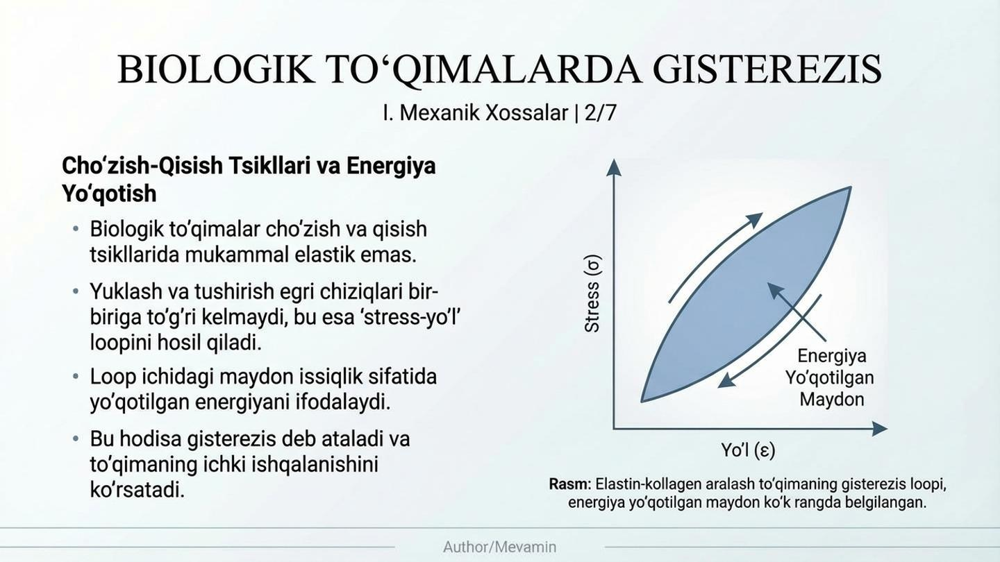 BIOLOGIK TO‘QIMALARDA GISTEREZIS
I. Mexanik Xossalar | 2/7
Cho‘zish-Qisish Tsikllari va Energiya
Yo‘qotish
• Biologik to’qimalar cho’zish va qisish
tsikllarida mukammal elastik emas.
• Yuklash va tushirish egri chiziqlari bir-
biriga to’g’ri kelmaydi, bu esa ‘stress-yo’l’
loopini hosil qiladi.
• Loop ichidagi maydon issiqlik sifatida
yo’qotilgan energiyani ifodalaydi.
• Bu hodisa gisterezis deb ataladi va
to’qimaning ichki ishqalanishini
ko‘rsatadi.
Stress (σ)
Energiya
Yo’qotilgan
Maydon
Yo’l (ε)
Rasm: Elastin-kollagen aralash to‘qimaning gisterezis loopi,
energiya yo‘qotilgan maydon ko‘k rangda belgilangan.
Author/Mevamin